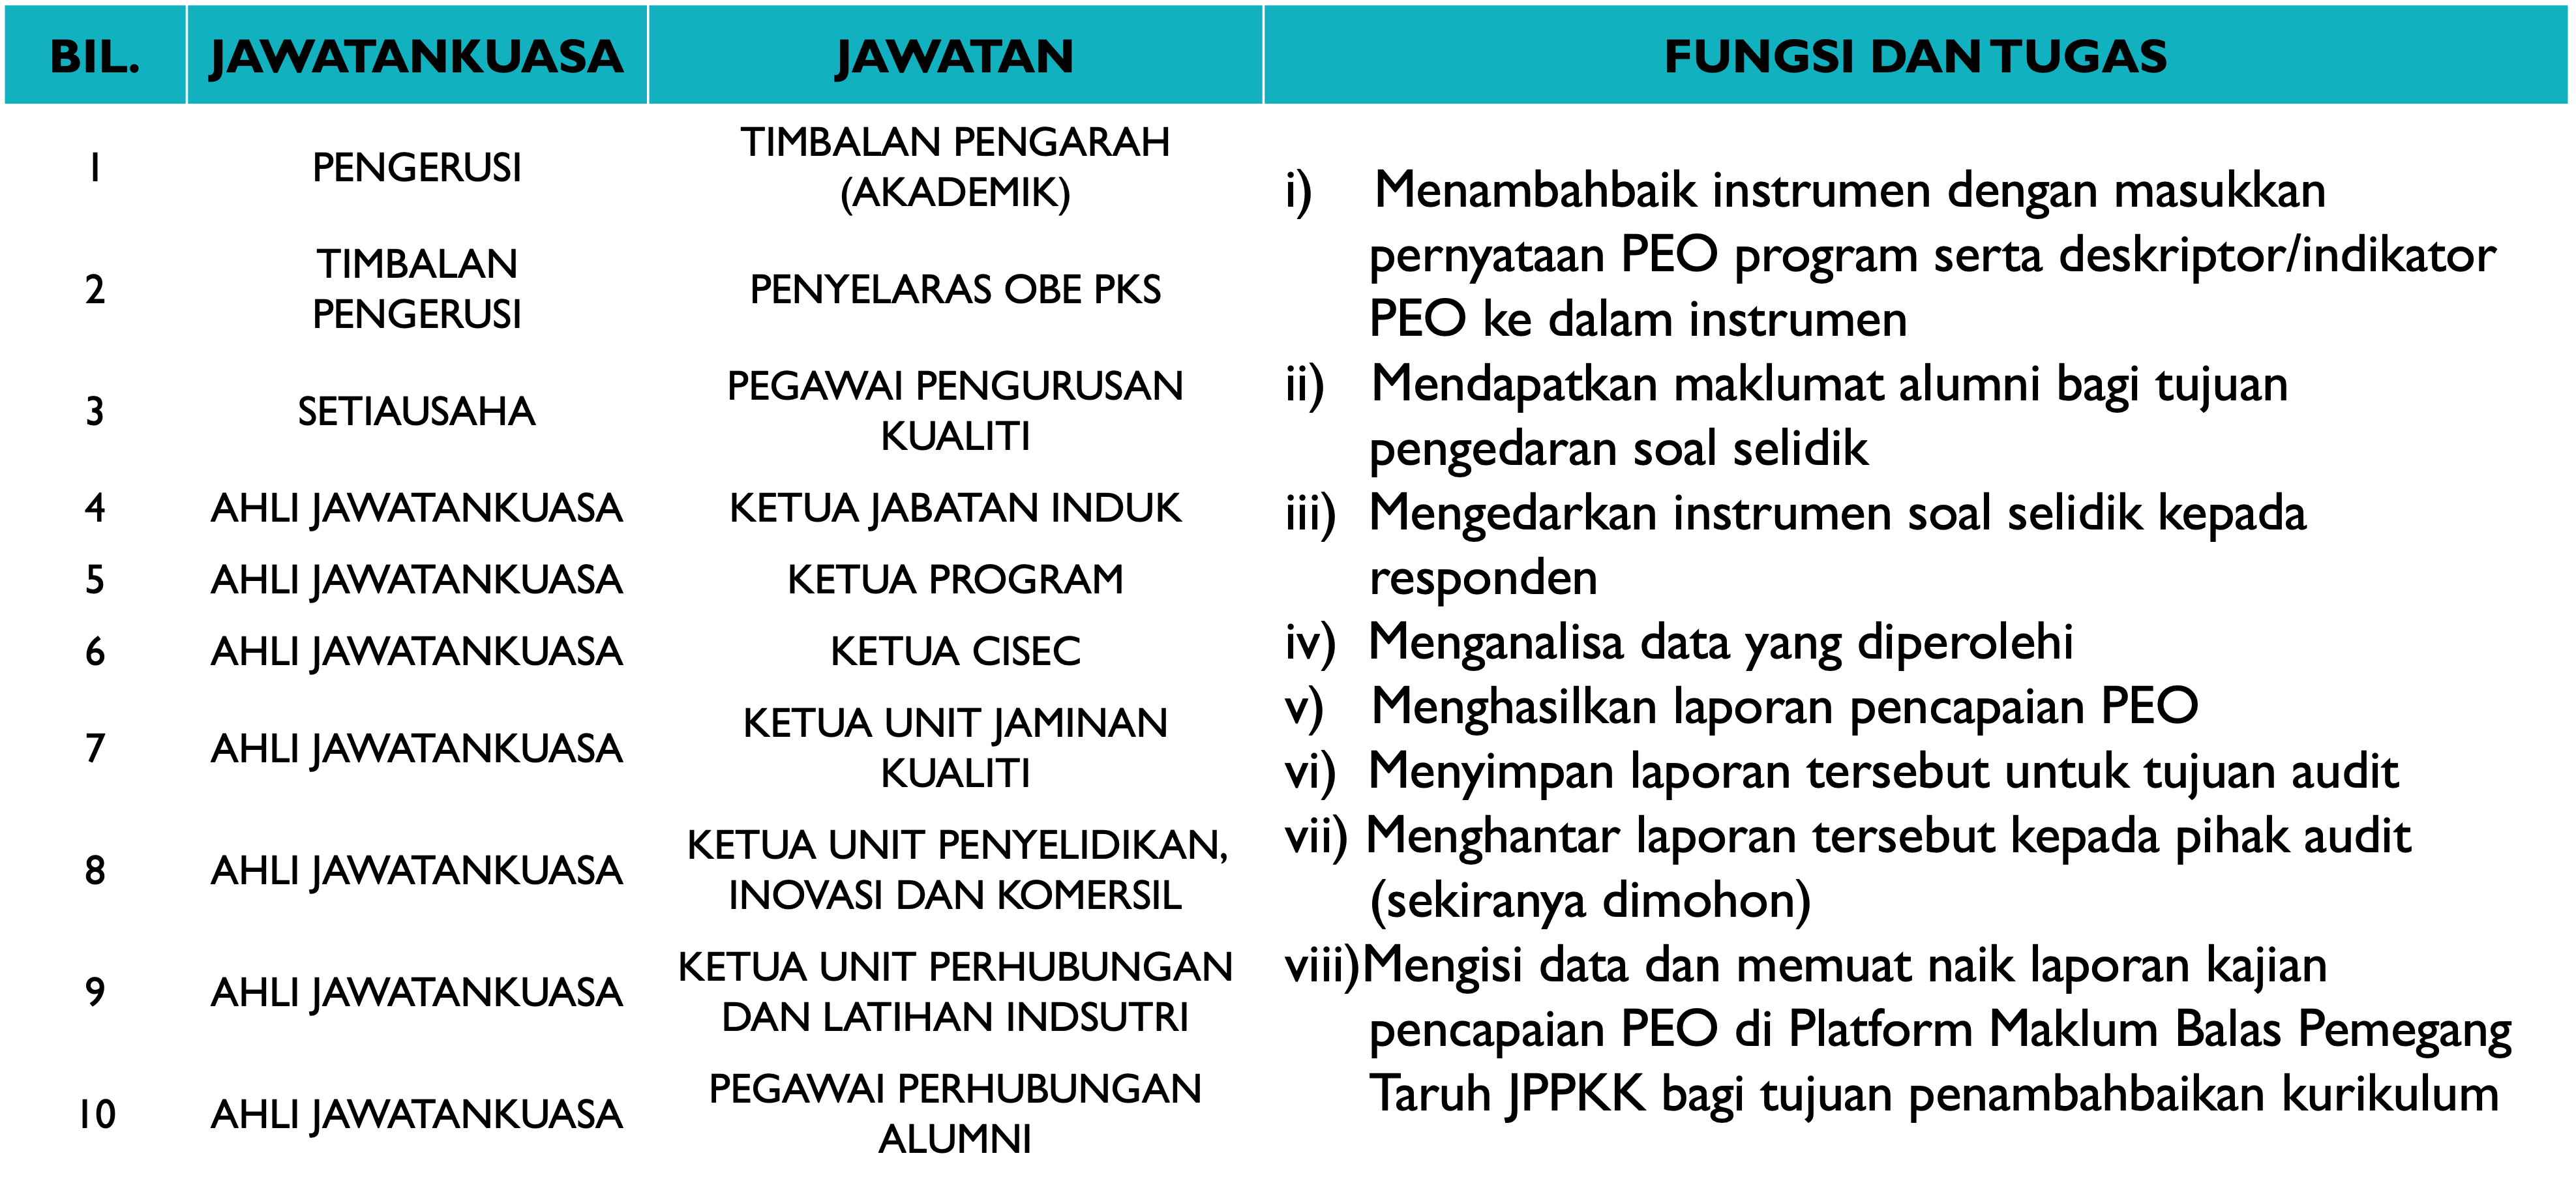 BIL. JAWATANKUASA JAWATAN FUNGSI DAN TUGAS
1 PENGERUSI TIMBALAN PENGARAH
(AKADEMIK)
2 TIMBALAN
PENGERUSI PENYELARAS OBE PKS
3 SETIAUSAHA PEGAWAI PENGURUSAN
KUALITI
4 AHLI JAWATANKUASA KETUA JABATAN INDUK
5 AHLI JAWATANKUASA KETUA PROGRAM
6 AHLI JAWATANKUASA KETUA CISEC
7 AHLI JAWATANKUASA KETUA UNIT JAMINAN
KUALITI
8 AHLI JAWATANKUASA KETUA UNIT PENYELIDIKAN,
INOVASI DAN KOMERSIL
9 AHLI JAWATANKUASA KETUA UNIT PERHUBUNGAN
DAN LATIHAN INDSUTRI
10 AHLI JAWATANKUASA PEGAWAI PERHUBUNGAN
ALUMNI
i) Menambahbaik instrumen dengan masukkan
pernyataan PEO program serta deskriptor/indikator
PEO ke dalam instrumen
ii) Mendapatkan maklumat alumni bagi tujuan
pengedaran soal selidik
iii) Mengedarkan instrumen soal selidik kepada
responden
iv) Menganalisa data yang diperolehi
v) Menghasilkan laporan pencapaian PEO
vi) Menyimpan laporan tersebut untuk tujuan audit
vii) Menghantar laporan tersebut kepada pihak audit
(sekiranya dimohon)
viii)Mengisi data dan memuat naik laporan kajian
pencapaian PEO di Platform Maklum Balas Pemegang
Taruh JPPKK bagi tujuan penambahbaikan kurikulum